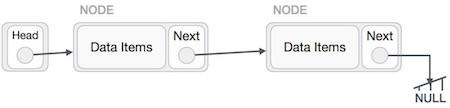 NODE
NODE
Head
Data Items
Next
Data Items
Next
NULL